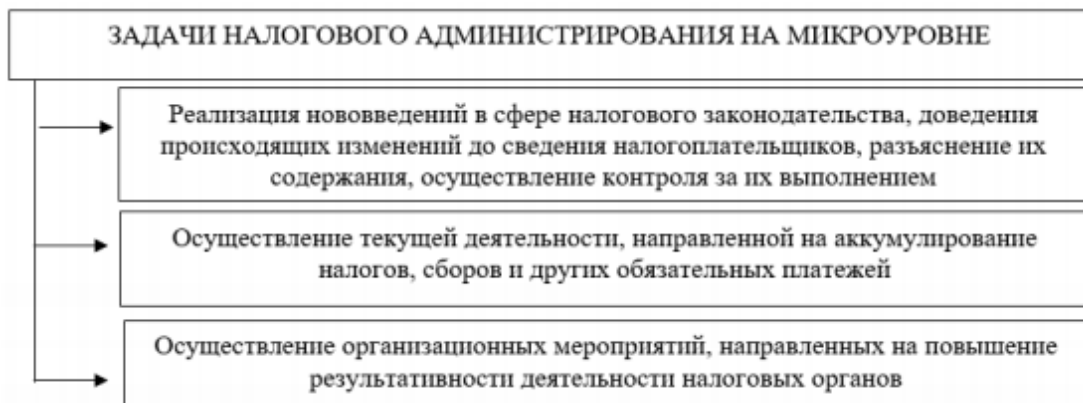 ЗАДАЧИ НАЛОГОВОГО АДМИНИСТРИРОВАНИЯ НА МИКРОУРОВНЕ
Реализация нововведений в сфере налогового законодательства, доведения
происходящих изменений до сведения налогоплательщиков, разъяснение их
содержания, осуществление контроля за их выполнением
Осуществление текущей деятельности, направленной на аккумулирование
налогов, сборов и других обязательных платежей
Осуществление организационных мероприятий, направленных на повышение
результативности деятельности налоговых органов